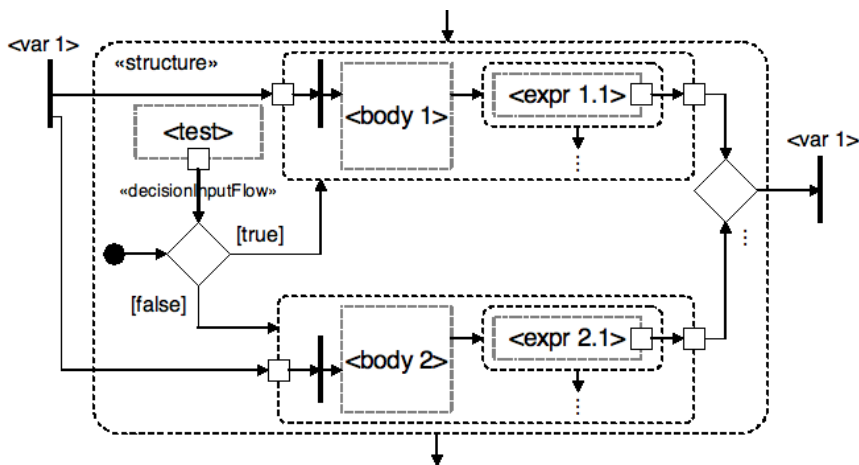 <var 1>
«structure»
<body 1>
<expr 1.1>
...
<test>
<var 1>
«decisionInputFlow»
[true]
...
[false]
<body 2>
<expr 2.1>
...